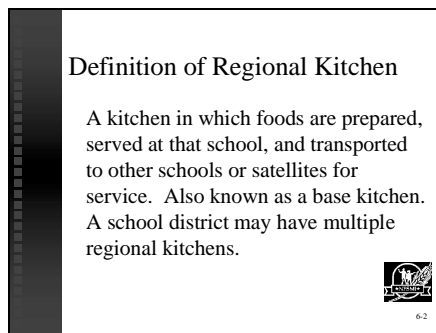 Definition of Regional Kitchen
A kitchen in which foods are prepared,
served at that school, and transported
to other schools or satellites for
service. Also known as a base kitchen.
A school district may have multiple
regional kitchens.
NFSMI
6-2